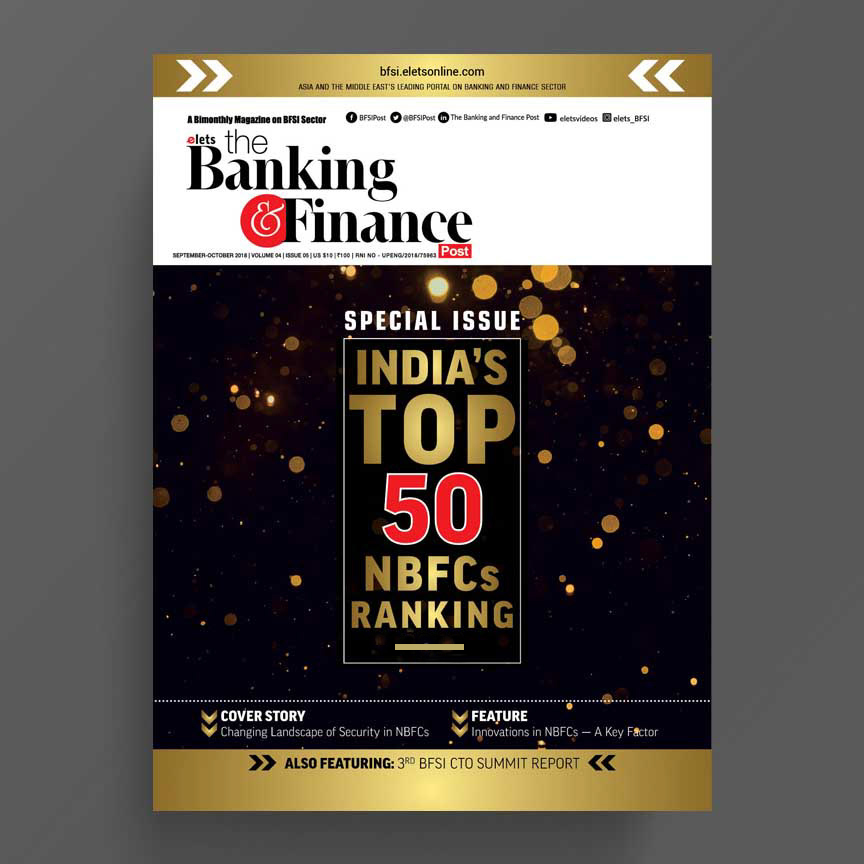 bfsi.eletsonline.com
ASIA AND THE MIDDLE EAST'S LEADING PORTAL ON BANKING AND FINANCE SECTOR
A Bimonthly Magazine on BFSI Sector BFSIPost @BFSIPost The Banking and Finance Post eletsvideos elets_BFSI
elets the
Banking
&Finance
Post
SEPTEMBER-OCTOBER 2018 | VOLUME 04 | ISSUE 05 | US $10 | ₹100 | RNI NO - UPENG/2018/75963
SPECIAL ISSUE
INDIA'S
TOP
50
NBFCs
RANKING
COVER STORY
Changing Landscape of Security in NBFCs
FEATURE
Innovations in NBFCs — A Key Factor
ALSO FEATURING: 3RD BFSI CTO SUMMIT REPORT